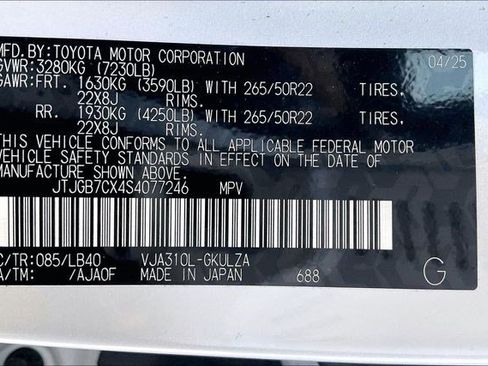 MFD.BY:TOYOTA MOTOR CORPORATION 04/25
GVWR: 3280KG (7230LB)
GAWR:FRT. 1630KG (3590LB) WITH 265/50R22 TIRES,
22X8J RIMS.
RR. 1930KG (4250LB) WITH 265/50R22 TIRES,
22X8J RIMS.
THIS VEHICLE CONFORMS TO ALL APPLICABLE FEDERAL MOTOR
VEHICLE SAFETY STANDARDS IN EFFECT ON THE DATE OF
MANUFACTURE SHOWN ABOVE.
JTJGB7CX4S4077246 MPV
C/TR:085/LB40 VJA310L-GKULZA
A/TM: /AJA0F MADE IN JAPAN 688 G